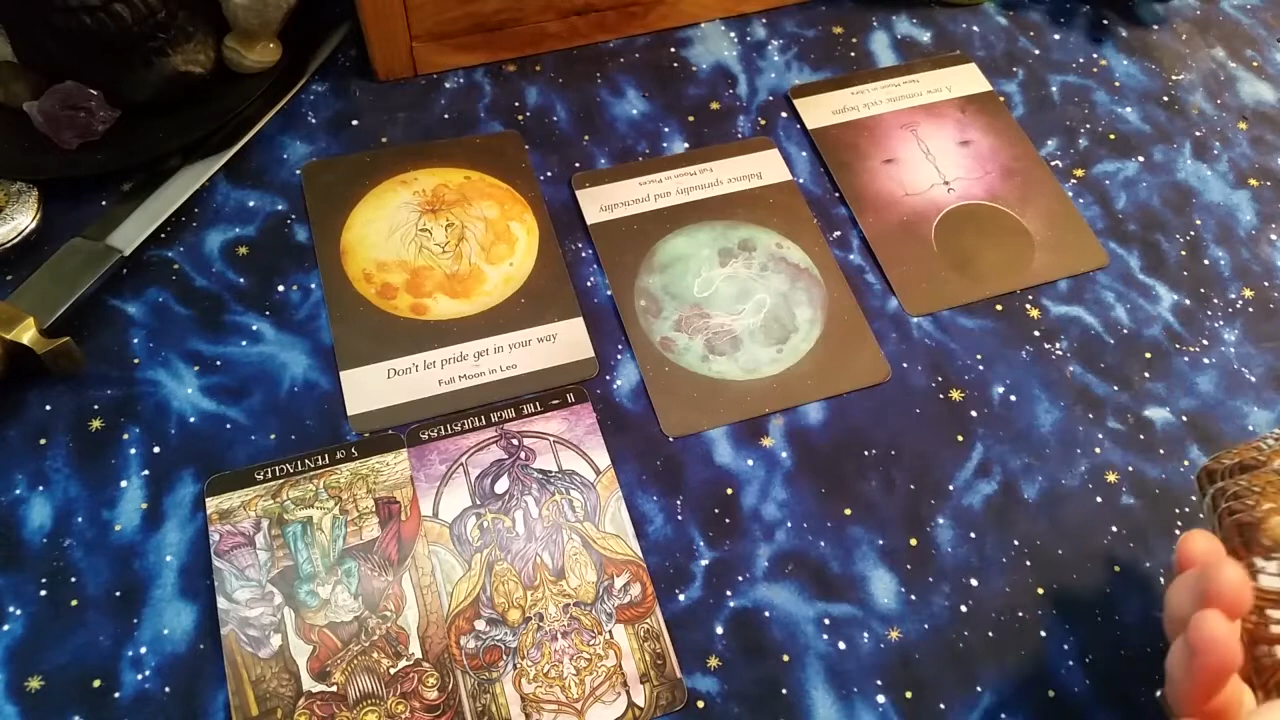 Don't let pride get in your way
Full Moon in Leo
Balance spirituality and practicality
Full Moon in Pisces
A new romantic cycle begins
New Moon in Libra
5 of PENTACLES
II THE HIGH PRIESTESS